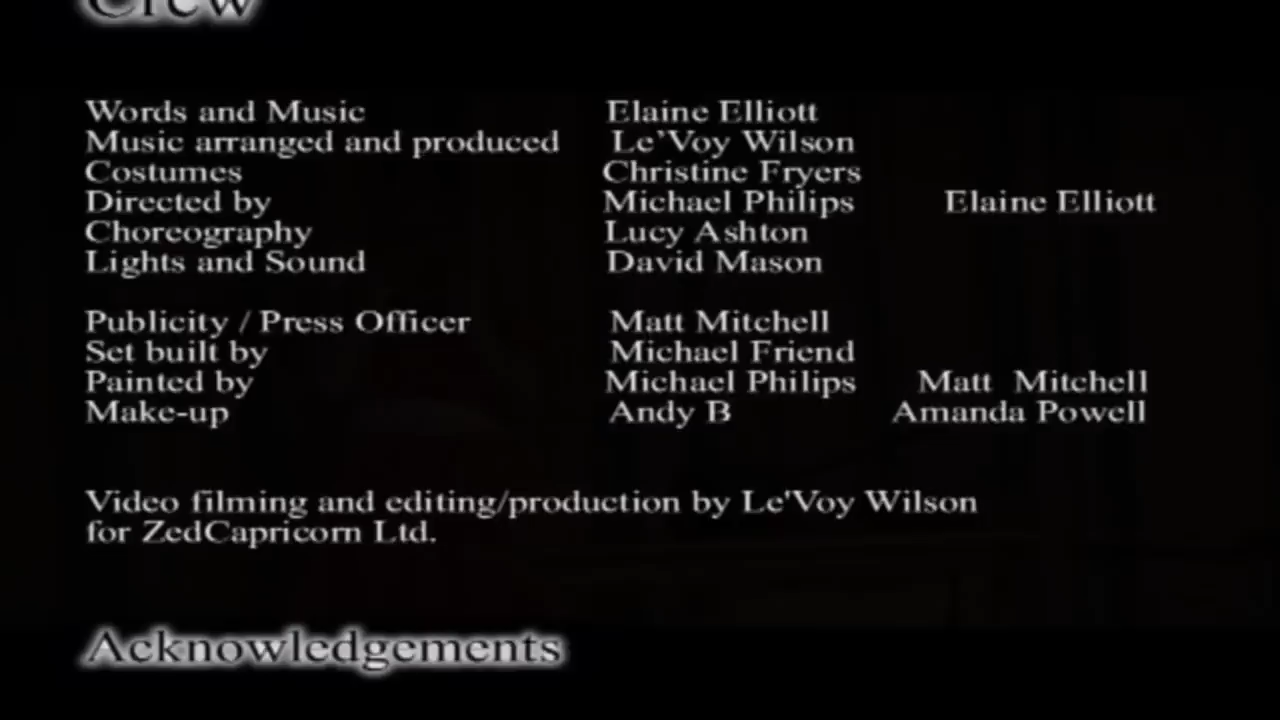 Crew
Words and Music Elaine Elliott
Music arranged and produced Le'Voy Wilson
Costumes Christine Fryers
Directed by Michael Philips Elaine Elliott
Choreography Lucy Ashton
Lights and Sound David Mason
Publicity / Press Officer Matt Mitchell
Set built by Michael Friend
Painted by Michael Philips Matt Mitchell
Make-up Andy B Amanda Powell
Video filming and editing/production by Le'Voy Wilson
for ZedCapricorn Ltd.
Acknowledgements